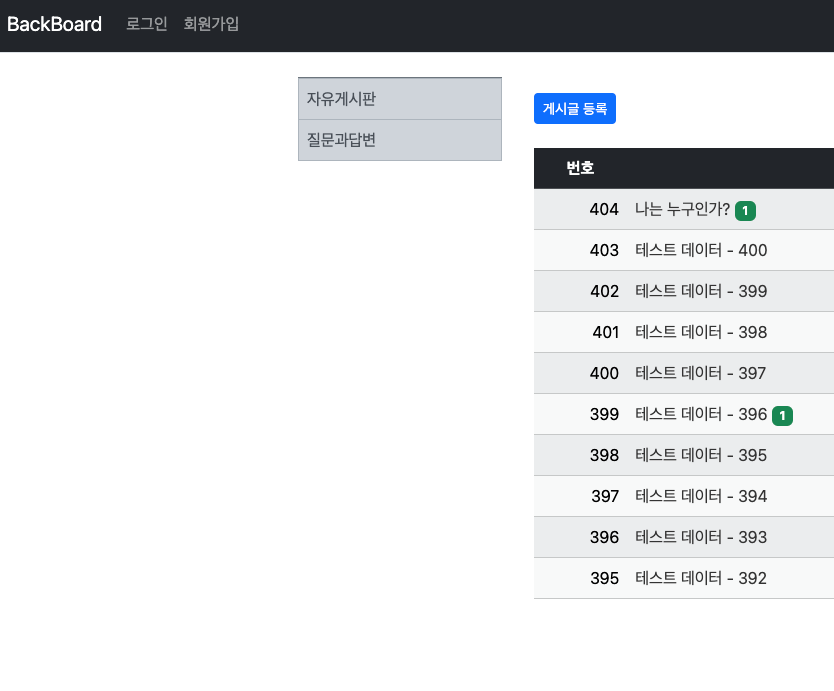 BackBoard 로그인 회원가입
자유게시판
질문과답변
게시글 등록
번호
404 나는 누구인가? 1
403 테스트 데이터 - 400
402 테스트 데이터 - 399
401 테스트 데이터 - 398
400 테스트 데이터 - 397
399 테스트 데이터 - 396 1
398 테스트 데이터 - 395
397 테스트 데이터 - 394
396 테스트 데이터 - 393
395 테스트 데이터 - 392